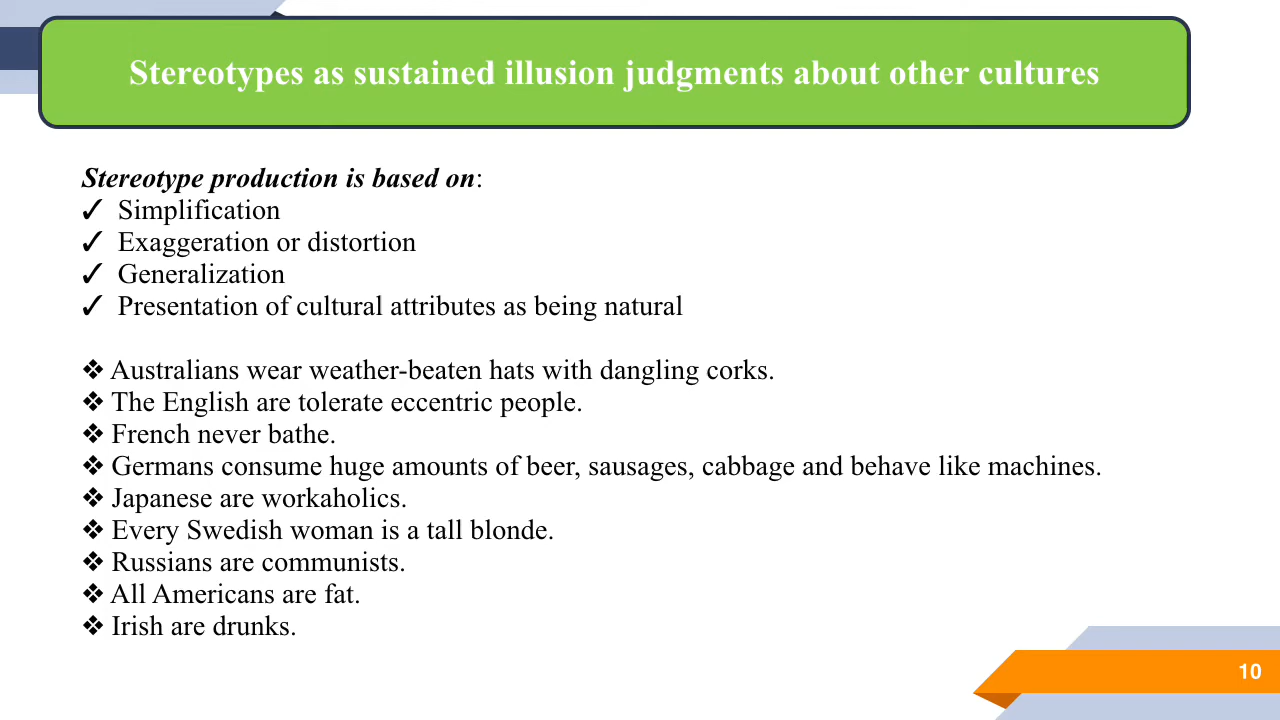 Stereotypes as sustained illusion judgments about other cultures
Stereotype production is based on:
✓ Simplification
✓ Exaggeration or distortion
✓ Generalization
✓ Presentation of cultural attributes as being natural
❖ Australians wear weather-beaten hats with dangling corks.
❖ The English are tolerate eccentric people.
❖ French never bathe.
❖ Germans consume huge amounts of beer, sausages, cabbage and behave like machines.
❖ Japanese are workaholics.
❖ Every Swedish woman is a tall blonde.
❖ Russians are communists.
❖ All Americans are fat.
❖ Irish are drunks.
10